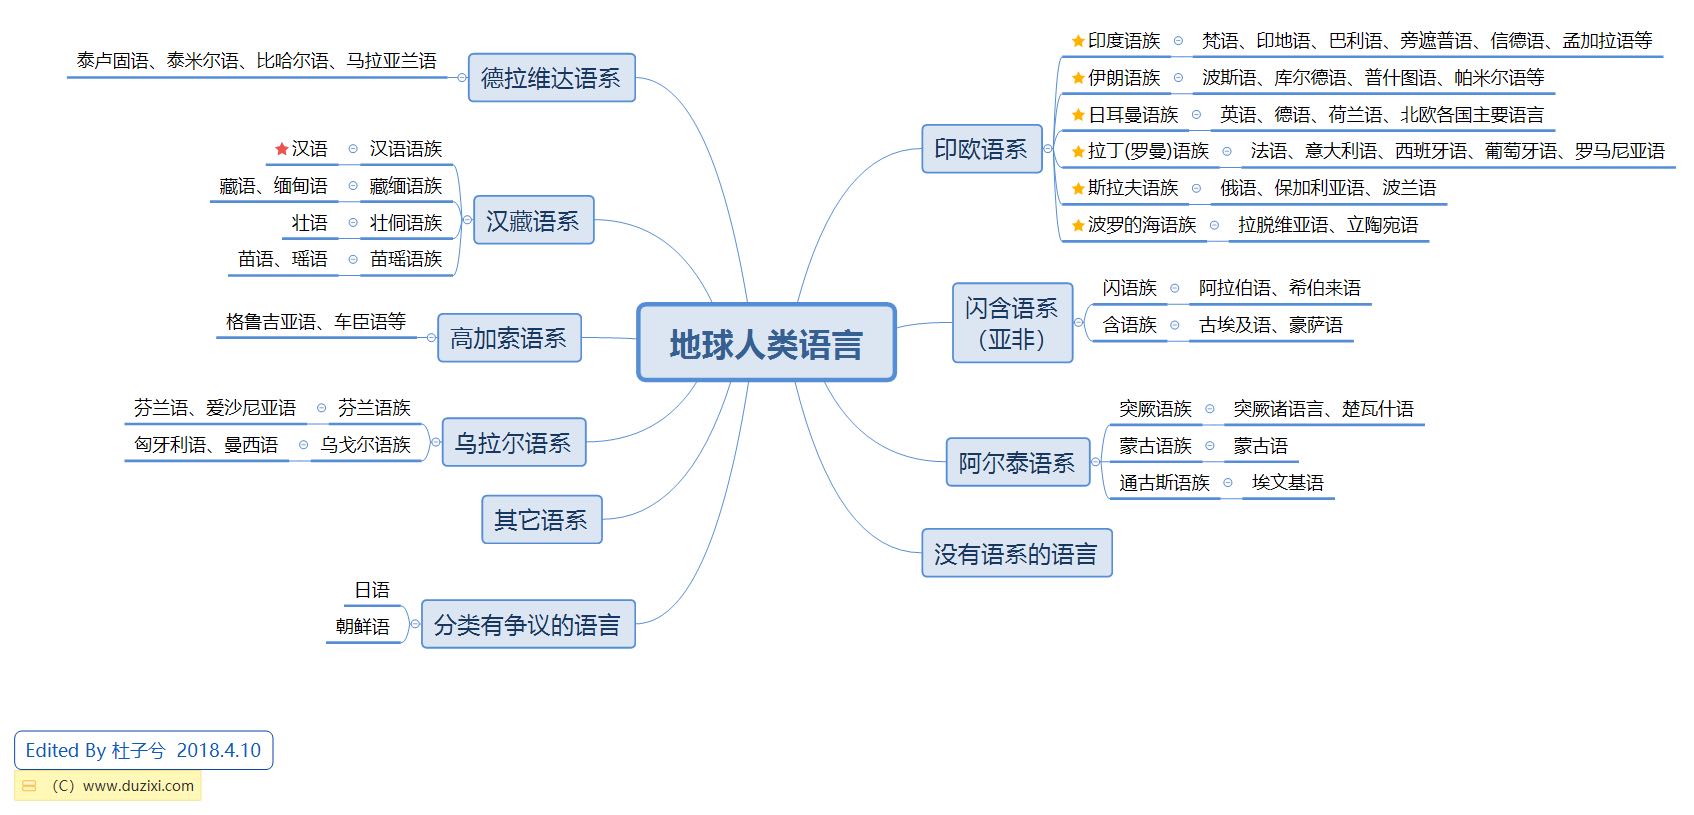 地球人类语言
印欧语系
印度语族
梵语、印地语、巴利语、旁遮普语、信德语、孟加拉语等
伊朗语族
波斯语、库尔德语、普什图语、帕米尔语等
日耳曼语族
英语、德语、荷兰语、北欧各国主要语言
拉丁(罗曼)语族
法语、意大利语、西班牙语、葡萄牙语、罗马尼亚语
斯拉夫语族
俄语、保加利亚语、波兰语
波罗的海语族
拉脱维亚语、立陶宛语
闪含语系
（亚非）
闪语族
阿拉伯语、希伯来语
含语族
古埃及语、豪萨语
阿尔泰语系
突厥语族
突厥诸语言、楚瓦什语
蒙古语族
蒙古语
通古斯语族
埃文基语
没有语系的语言
德拉维达语系
泰卢固语、泰米尔语、比哈尔语、马拉亚兰语
汉藏语系
汉语语族
汉语
藏缅语族
藏语、缅甸语
壮侗语族
壮语
苗瑶语族
苗语、瑶语
高加索语系
格鲁吉亚语、车臣语等
乌拉尔语系
芬兰语族
芬兰语、爱沙尼亚语
乌戈尔语族
匈牙利语、曼西语
其它语系
分类有争议的语言
日语
朝鲜语
Edited By 杜子兮 2018.4.10
（C）www.duzixi.com